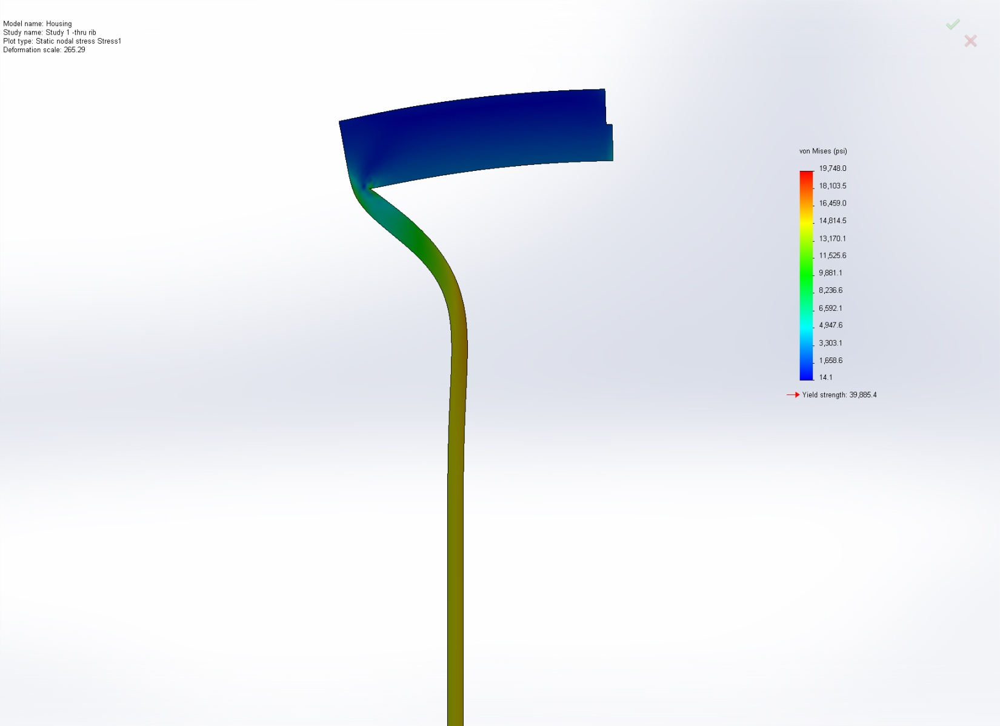 Model name: Housing
Study name: Study 1 -thru rib
Plot type: Static nodal stress Stress1
Deformation scale: 265.29
von Mises (psi)
19,748.0
18,103.5
16,459.0
14,814.5
13,170.1
11,525.6
9,881.1
8,236.6
6,592.1
4,947.6
3,303.1
1,658.6
14.1
Yield strength: 39,885.4